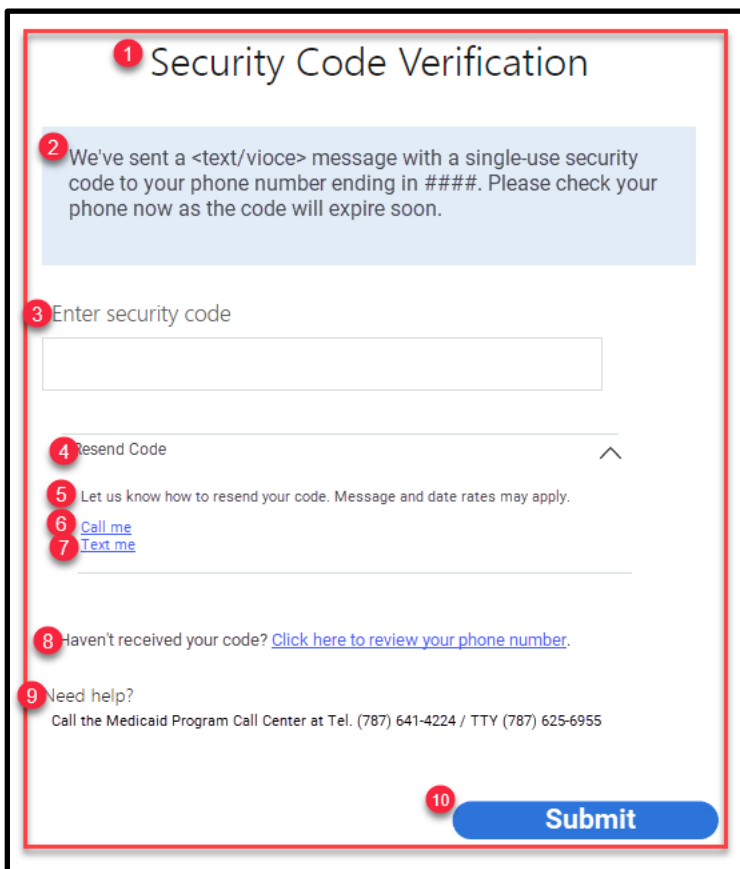 1 Security Code Verification
2 We've sent a <text/vioce> message with a single-use security
code to your phone number ending in ####. Please check your
phone now as the code will expire soon.
3 Enter security code
4 Resend Code
5 Let us know how to resend your code. Message and date rates may apply.
6 Call me
7 Text me
8 Haven't received your code? Click here to review your phone number.
9 Need help?
Call the Medicaid Program Call Center at Tel. (787) 641-4224 / TTY (787) 625-6955
10 Submit